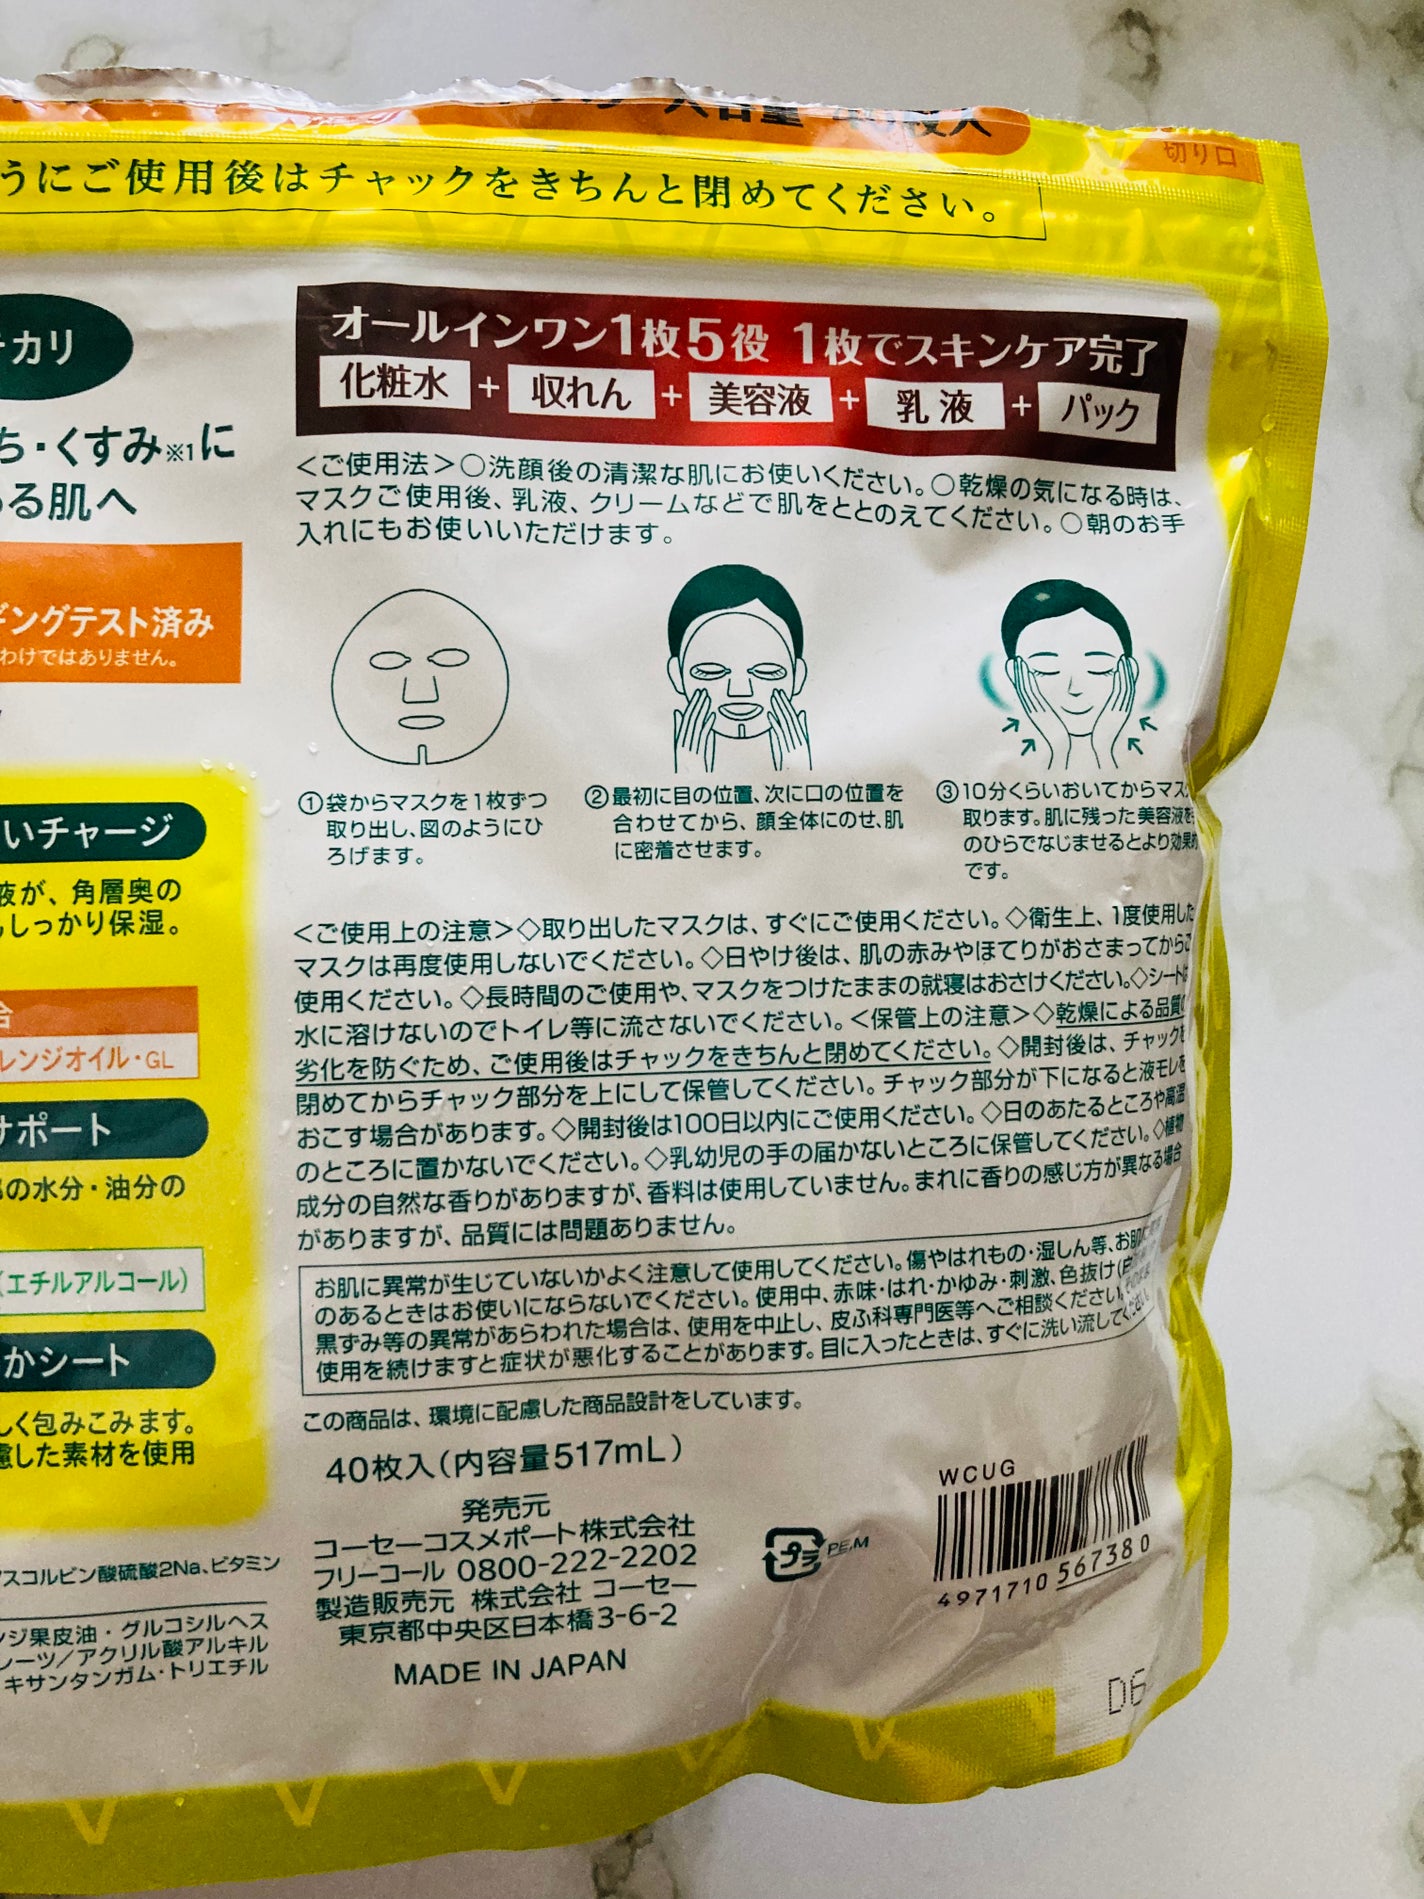 切り口
うにご使用後はチャックをきちんと閉めてください。
カリ
ち・くすみ※1に
る肌へ
ングテスト済み
わけではありません。
いチャージ
液が、角層奥の
しっかり保湿。
合
レンジオイル・GL
サポート
の水分・油分の
(エチルアルコール)
かシート
しく包みこみます。
慮した素材を使用
スコルビン酸硫酸2Na、ビタミン
ンジ果皮油・グルコシルヘス
レーツ/アクリル酸アルキル
キサンタンガム・トリエチル
オールインワン1枚5役 1枚でスキンケア完了
化粧水 + 収れん + 美容液 + 乳液 + パック
<ご使用法>○洗顔後の清潔な肌にお使いください。○乾燥の気になる時は、
マスクご使用後、乳液、クリームなどで肌をととのえてください。○朝のお手
入れにもお使いいただけます。
①袋からマスクを1枚ずつ
取り出し、図のようにひ
ろげます。
②最初に目の位置、次に口の位置を
合わせてから、顔全体にのせ、肌
に密着させます。
③10分くらいおいてからマス
取ります。肌に残った美容液を
のひらでなじませるとより効果
です。
<ご使用上の注意>◇取り出したマスクは、すぐにご使用ください。◇衛生上、1度使用した
マスクは再度使用しないでください。◇日やけ後は、肌の赤みやほてりがおさまってからご
使用ください。◇長時間のご使用や、マスクをつけたままの就寝はおさけください。◇シートは
水に溶けないのでトイレ等に流さないでください。<保管上の注意>◇乾燥による品質の
劣化を防ぐため、ご使用後はチャックをきちんと閉めてください。◇開封後は、チャックを
閉めてからチャック部分を上にして保管してください。チャック部分が下になると液モレを
おこす場合があります。◇開封後は100日以内にご使用ください。◇日のあたるところや高温
のところに置かないでください。◇乳幼児の手の届かないところに保管してください。◇植物
成分の自然な香りがありますが、香料は使用していません。まれに香りの感じ方が異なる場合
がありますが、品質には問題ありません。
お肌に異常が生じていないかよく注意して使用してください。傷やはれもの・湿しん等、お肌に
のあるときはお使いにならないでください。使用中、赤味・はれ・かゆみ・刺激、色抜け(
黒ずみ等の異常があらわれた場合は、使用を中止し、皮ふ科専門医等へご相談ください。
使用を続けますと症状が悪化することがあります。目に入ったときは、すぐに洗い流して
この商品は、環境に配慮した商品設計をしています。
40枚入(内容量517mL)
発売元
コーセーコスメポート株式会社
フリーコール 0800-222-2202
製造販売元 株式会社 コーセー
東京都中央区日本橋3-6-2
MADE IN JAPAN
プラ
PE,M
WCUG
4971710 567380
D6